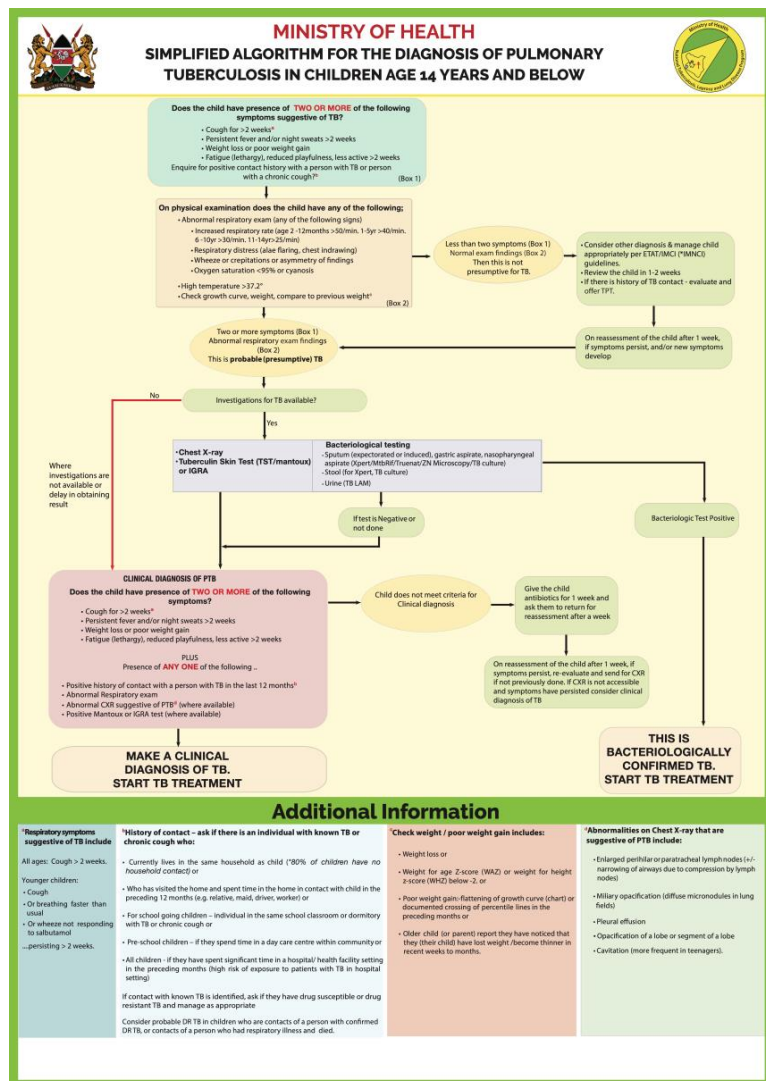 MINISTRY OF HEALTH
SIMPLIFIED ALGORITHM FOR THE DIAGNOSIS OF PULMONARY
TUBERCULOSIS IN CHILDREN AGE 14 YEARS AND BELOW
Ministry of Health
National Tuberculosis, Leprosy and Lung Disease Program
Does the child have presence of TWO OR MORE of the following
symptoms suggestive of TB?
• Cough for >2 weeksᵃ
• Persistent fever and/or night sweats >2 weeks
• Weight loss or poor weight gain
• Fatigue (lethargy), reduced playfulness, less active >2 weeks
Enquire for positive contact history with a person with TB or person
with a chronic cough?ᵇ
(Box 1)
On physical examination does the child have any of the following;
• Abnormal respiratory exam (any of the following signs)
• Increased respiratory rate (age 2 -12months >50/min. 1-5yr >40/min.
6 -10yr >30/min. 11-14yr>25/min)
• Respiratory distress (alae flaring, chest indrawing)
• Wheeze or crepitations or asymmetry of findings
• Oxygen saturation <95% or cyanosis
• High temperature >37.2°
• Check growth curve, weight, compare to previous weightᶜ
(Box 2)
Less than two symptoms (Box 1)
Normal exam findings (Box 2)
Then this is not
presumptive for TB.
• Consider other diagnosis & manage child
appropriately per ETAT/IMCI (*IMNCI)
guidelines.
• Review the child in 1-2 weeks
• If there is history of TB contact - evaluate and
offer TPT.
Two or more symptoms (Box 1)
Abnormal respiratory exam findings
(Box 2)
This is probable (presumptive) TB
On reassessment of the child after 1 week,
if symptoms persist, and/or new symptoms
develop
No
Investigations for TB available?
Yes
Where
investigations are
not available or
delay in obtaining
result
• Chest X-ray
• Tuberculin Skin Test (TST/mantoux)
or IGRA
Bacteriological testing
- Sputum (expectorated or induced), gastric aspirate, nasopharyngeal
aspirate (Xpert/MtbRif/Truenat/ZN Microscopy/TB culture)
- Stool (for Xpert, TB culture)
- Urine (TB LAM)
If test is Negative or
not done
Bacteriologic Test Positive
CLINICAL DIAGNOSIS OF PTB
Does the child have presence of TWO OR MORE of the following
symptoms?
• Cough for >2 weeksᵃ
• Persistent fever and/or night sweats >2 weeks
• Weight loss or poor weight gain
• Fatigue (lethargy), reduced playfulness, less active >2 weeks
PLUS
Presence of ANY ONE of the following ..
• Positive history of contact with a person with TB in the last 12 monthsᵇ
• Abnormal Respiratory exam
• Abnormal CXR suggestive of PTBᵈ (where available)
• Positive Mantoux or IGRA test (where available)
Child does not meet criteria for
Clinical diagnosis
Give the child
antibiotics for 1 week and
ask them to return for
reassessment after a week
On reassessment of the child after 1 week, if
symptoms persist, re-evaluate and send for CXR
if not previously done. If CXR is not accessible
and symptoms have persisted consider clinical
diagnosis of TB
MAKE A CLINICAL
DIAGNOSIS OF TB.
START TB TREATMENT
THIS IS
BACTERIOLOGICALLY
CONFIRMED TB.
START TB TREATMENT
Additional Information
ᵃRespiratory symptoms
suggestive of TB include
All ages: Cough > 2 weeks.
Younger children:
• Cough
• Or breathing faster than
usual
• Or wheeze not responding
to salbutamol
....persisting > 2 weeks.
ᵇHistory of contact – ask if there is an individual with known TB or
chronic cough who:
• Currently lives in the same household as child (*80% of children have no
household contact) or
• Who has visited the home and spent time in the home in contact with child in the
preceding 12 months (e.g. relative, maid, driver, worker) or
• For school going children – individual in the same school classroom or dormitory
with TB or chronic cough or
• Pre-school children – if they spend time in a day care centre within community or
• All children - if they have spent significant time in a hospital/ health facility setting
in the preceding months (high risk of exposure to patients with TB in hospital
setting)
If contact with known TB is identified, ask if they have drug susceptible or drug
resistant TB and manage as appropriate
Consider probable DR TB in children who are contacts of a person with confirmed
DR TB, or contacts of a person who had respiratory illness and died.
ᶜCheck weight / poor weight gain includes:
• Weight loss or
• Weight for age Z-score (WAZ) or weight for height
z-score (WHZ) below -2. or
• Poor weight gain:-flattening of growth curve (chart) or
documented crossing of percentile lines in the
preceding months or
• Older child (or parent) report they have noticed that
they (their child) have lost weight /become thinner in
recent weeks to months.
ᵈAbnormalities on Chest X-ray that are
suggestive of PTB include:
• Enlarged perihilar or paratracheal lymph nodes (+/-
narrowing of airways due to compression by lymph
nodes)
• Miliary opacification (diffuse micronodules in lung
fields)
• Pleural effusion
• Opacification of a lobe or segment of a lobe
• Cavitation (more frequent in teenagers).